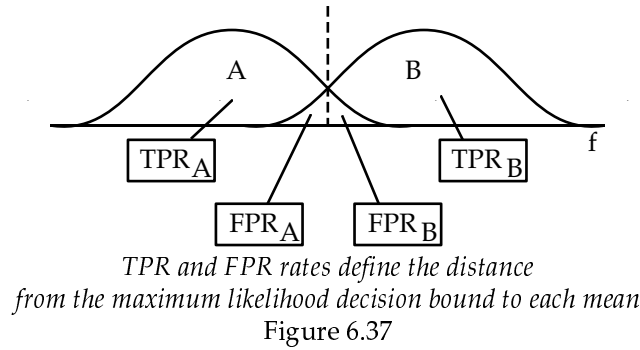 A
B
f
TPR_A
TPR_B
FPR_A
FPR_B
TPR and FPR rates define the distance
from the maximum likelihood decision bound to each mean
Figure 6.37